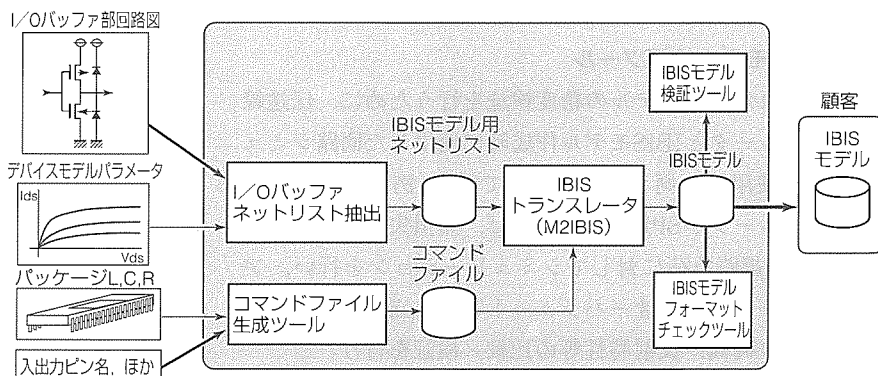 I/Oバッファ部回路図
デバイスモデルパラメータ
Ids
Vds
パッケージL,C,R
入出力ピン名，ほか
I/Oバッファ
ネットリスト抽出
コマンドファイル
生成ツール
IBISモデル用
ネットリスト
コマンド
ファイル
IBIS
トランスレータ
(M2IBIS)
IBISモデル
検証ツール
IBISモデル
IBISモデル
フォーマット
チェックツール
顧客
IBIS
モデル